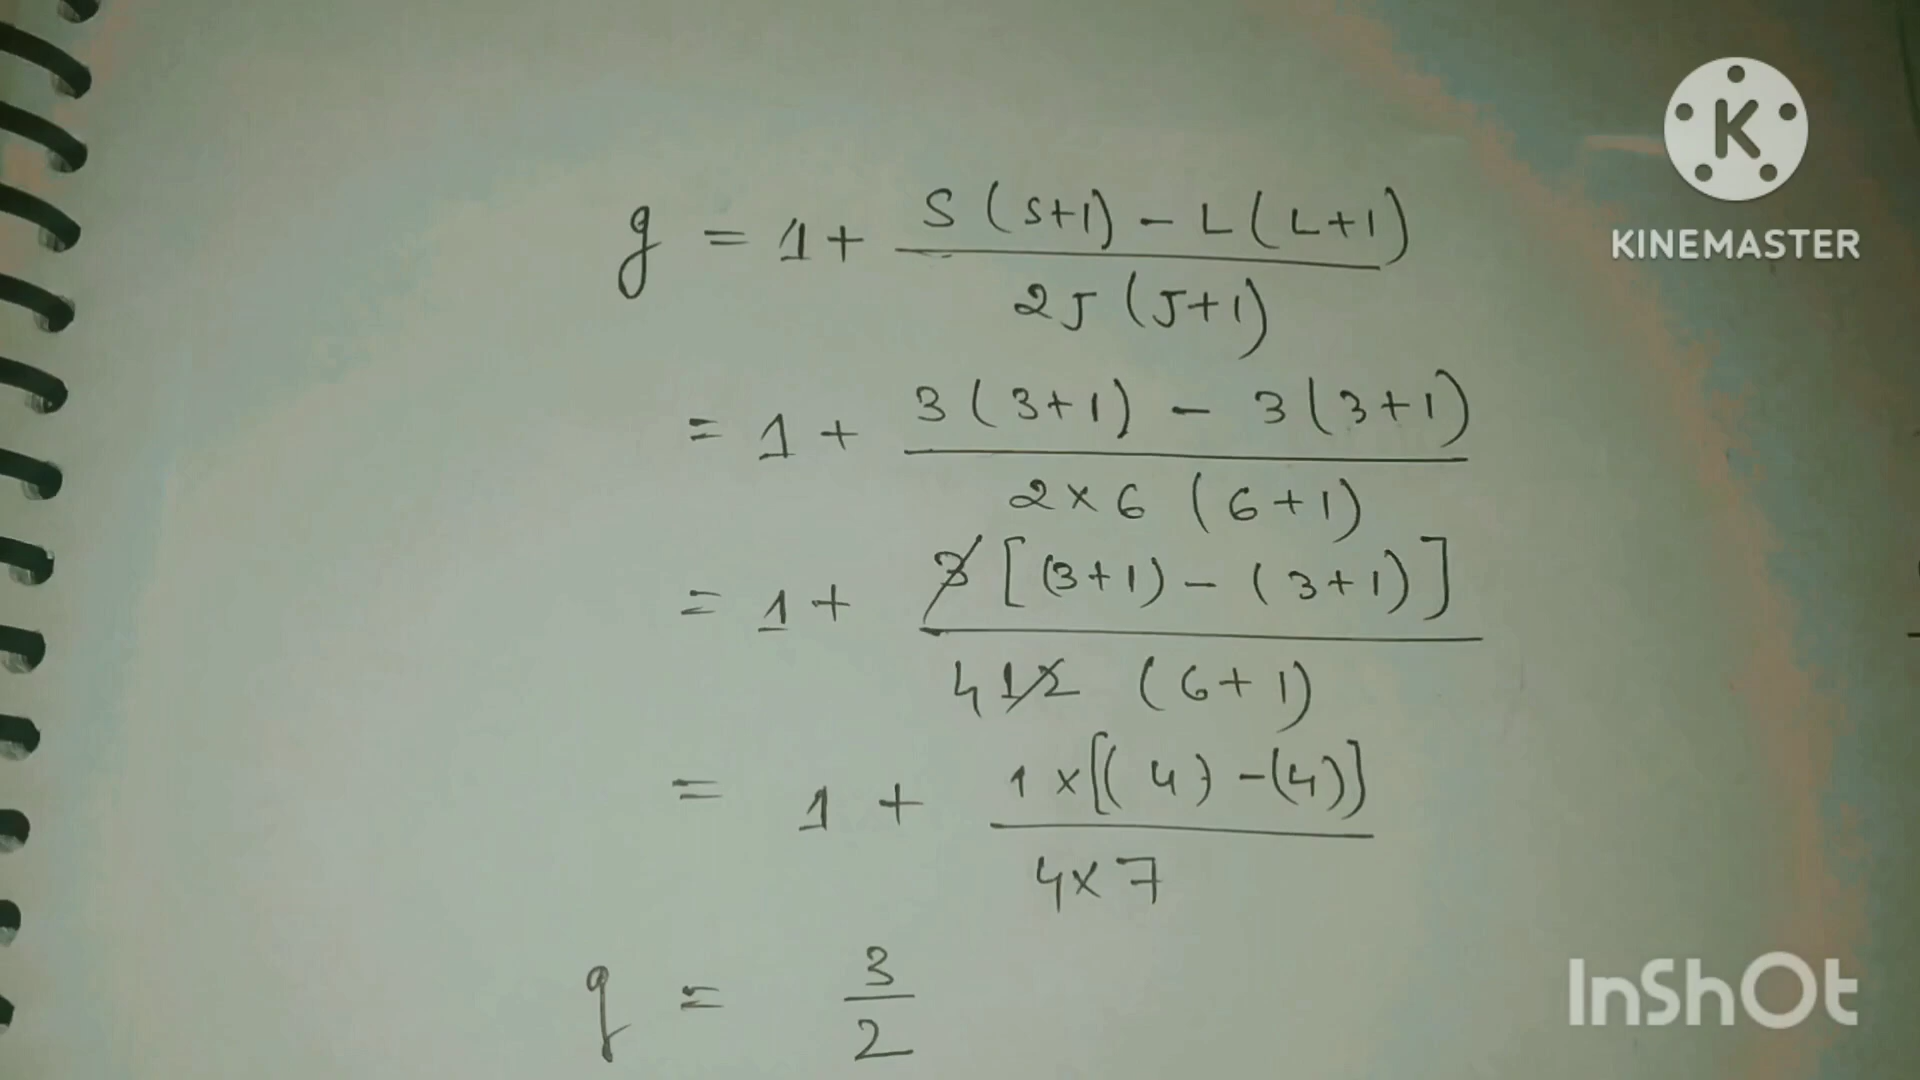 g = 1 + S(S+1) - L(L+1) / 2J(J+1)
= 1 + 3(3+1) - 3(3+1) / 2×6 (6+1)
= 1 + 3[(3+1) - (3+1)] / 4 12 (6+1)
= 1 + 1×[(4) - (4)] / 4×7
g = 3/2
K
KINEMASTER
InShOt